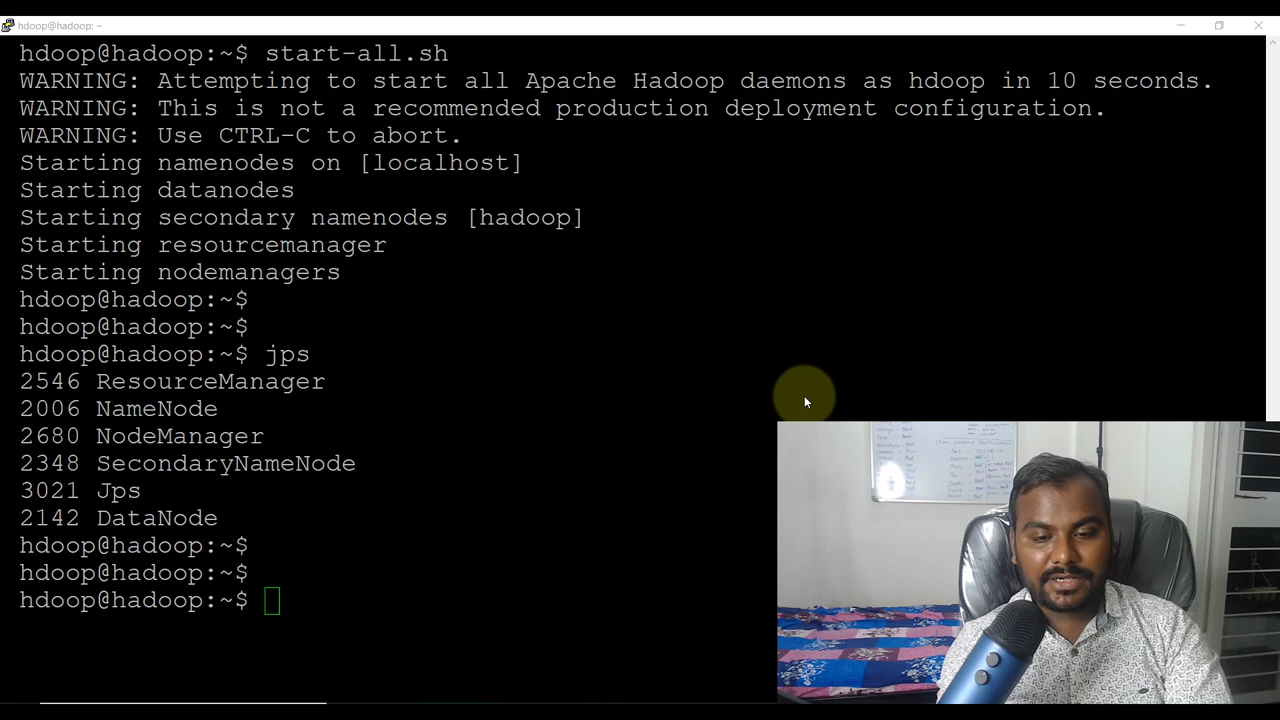 hdoop@hadoop: ~
hdoop@hadoop:~$ start-all.sh
WARNING: Attempting to start all Apache Hadoop daemons as hdoop in 10 seconds.
WARNING: This is not a recommended production deployment configuration.
WARNING: Use CTRL-C to abort.
Starting namenodes on [localhost]
Starting datanodes
Starting secondary namenodes [hadoop]
Starting resourcemanager
Starting nodemanagers
hdoop@hadoop:~$
hdoop@hadoop:~$
hdoop@hadoop:~$ jps
2546 ResourceManager
2006 NameNode
2680 NodeManager
2348 SecondaryNameNode
3021 Jps
2142 DataNode
hdoop@hadoop:~$
hdoop@hadoop:~$
hdoop@hadoop:~$